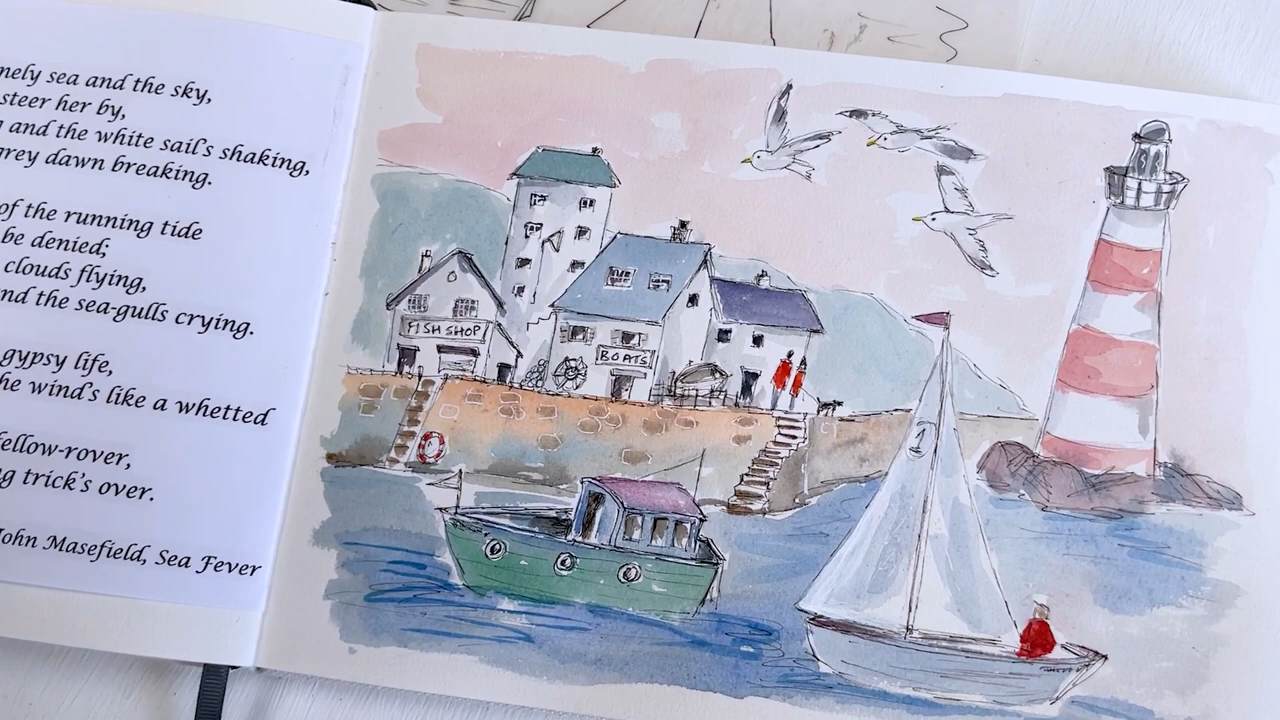 nely sea and the sky,
steer her by,
and the white sail's shaking,
grey dawn breaking.
of the running tide
be denied;
clouds flying,
nd the sea-gulls crying.
gypsy life,
he wind's like a whetted
fellow-rover,
trick's over.
John Masefield, Sea Fever
FISH SHOP
BOATS
1